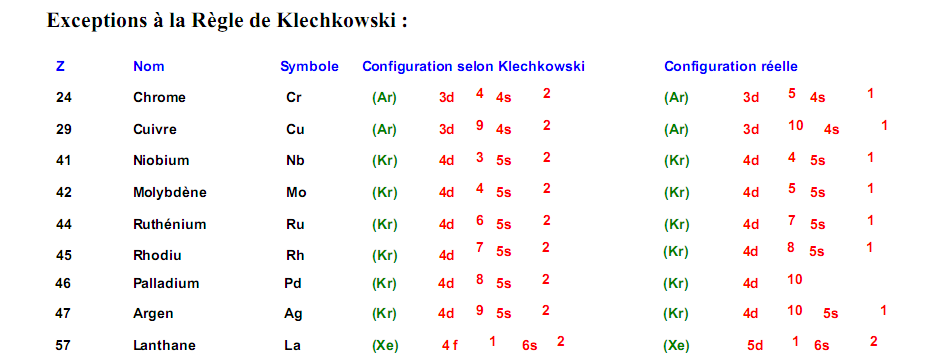 Exceptions à la Règle de Klechkowski :
Z Nom Symbole Configuration selon Klechkowski Configuration réelle
24 Chrome Cr (Ar) 3d 4 4s 2 (Ar) 3d 5 4s 1
29 Cuivre Cu (Ar) 3d 9 4s 2 (Ar) 3d 10 4s 1
41 Niobium Nb (Kr) 4d 3 5s 2 (Kr) 4d 4 5s 1
42 Molybdène Mo (Kr) 4d 4 5s 2 (Kr) 4d 5 5s 1
44 Ruthénium Ru (Kr) 4d 6 5s 2 (Kr) 4d 7 5s 1
45 Rhodiu Rh (Kr) 4d 7 5s 2 (Kr) 4d 8 5s 1
46 Palladium Pd (Kr) 4d 8 5s 2 (Kr) 4d 10
47 Argen Ag (Kr) 4d 9 5s 2 (Kr) 4d 10 5s 1
57 Lanthane La (Xe) 4 f 1 6s 2 (Xe) 5d 1 6s 2